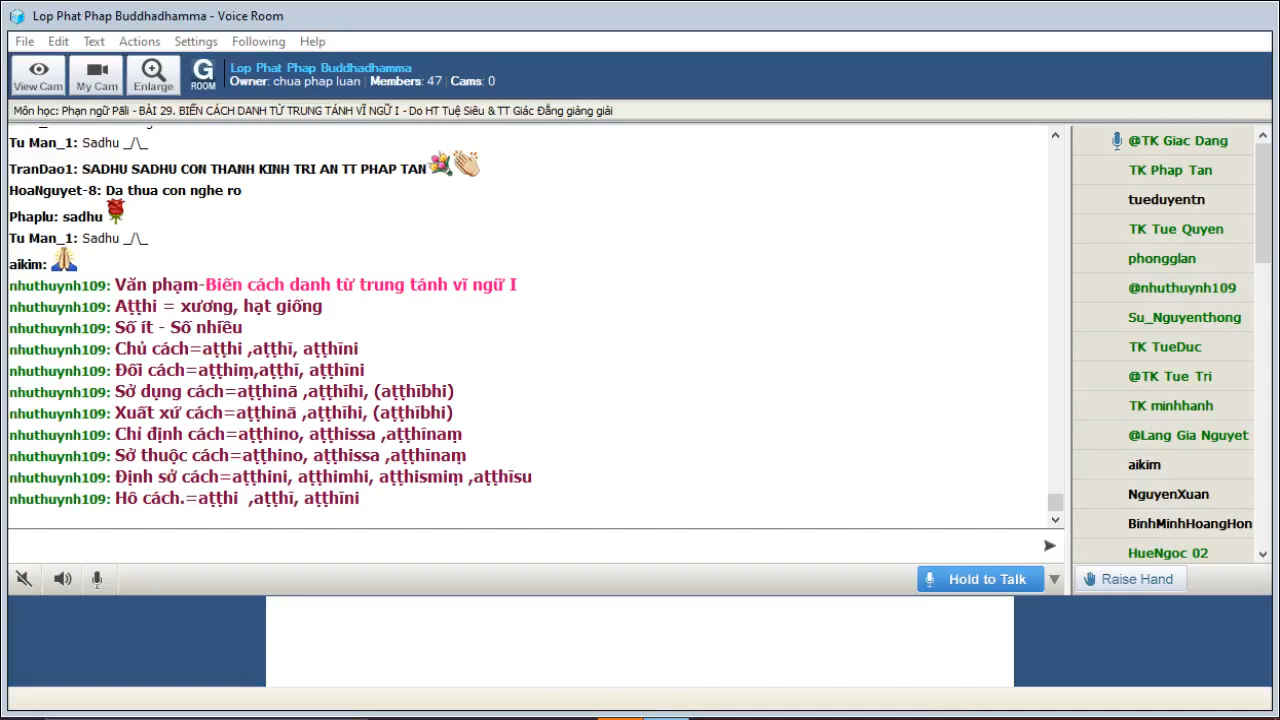 Lop Phat Phap Buddhadhamma - Voice Room
File Edit Text Actions Settings Following Help
View Cam My Cam Enlarge G ROOM
Lop Phat Phap Buddhadhamma
Owner: chua phap luan | Members: 47 | Cams: 0
Môn học: Phạn ngữ Pāli - BÀI 29. BIẾN CÁCH DANH TỪ TRUNG TÁNH VĨ NGỮ I - Do HT Tuệ Siêu & TT Giác Đẳng giảng giải
Tu Man_1: Sadhu _/\_
TranDao1: SADHU SADHU CON THANH KINH TRI AN TT PHAP TAN
HoaNguyet-8: Da thua con nghe ro
Phaplu: sadhu
Tu Man_1: Sadhu _/\_
aikim:
nhuthuynh109: Văn phạm-Biến cách danh từ trung tánh vĩ ngữ I
nhuthuynh109: Aṭṭhi = xương, hạt giống
nhuthuynh109: Số ít - Số nhiều
nhuthuynh109: Chủ cách=aṭṭhi ,aṭṭhī, aṭṭhīni
nhuthuynh109: Đối cách=aṭṭhiṃ,aṭṭhī, aṭṭhīni
nhuthuynh109: Sở dụng cách=aṭṭhinā ,aṭṭhīhi, (aṭṭhībhi)
nhuthuynh109: Xuất xứ cách=aṭṭhinā ,aṭṭhīhi, (aṭṭhībhi)
nhuthuynh109: Chỉ định cách=aṭṭhino, aṭṭhissa ,aṭṭhīnaṃ
nhuthuynh109: Sở thuộc cách=aṭṭhino, aṭṭhissa ,aṭṭhīnaṃ
nhuthuynh109: Định sở cách=aṭṭhini, aṭṭhimhi, aṭṭhismiṃ ,aṭṭhīsu
nhuthuynh109: Hô cách.=aṭṭhi ,aṭṭhī, aṭṭhīni
@TK Giac Dang
TK Phap Tan
tueduyentn
TK Tue Quyen
phongglan
@nhuthuynh109
Su_Nguyenthong
TK TueDuc
@TK Tue Tri
TK minhhanh
@Lang Gia Nguyet
aikim
NguyenXuan
BinhMinhHoangHon
HueNgoc 02
Hold to Talk
Raise Hand